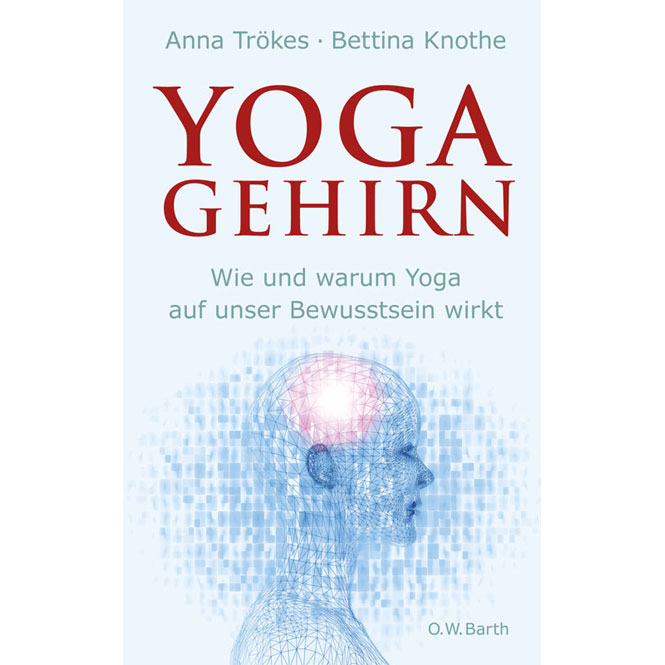 Anna Trökes · Bettina Knothe
YOGA
GEHIRN
Wie und warum Yoga
auf unser Bewusstsein wirkt
O.W.Barth